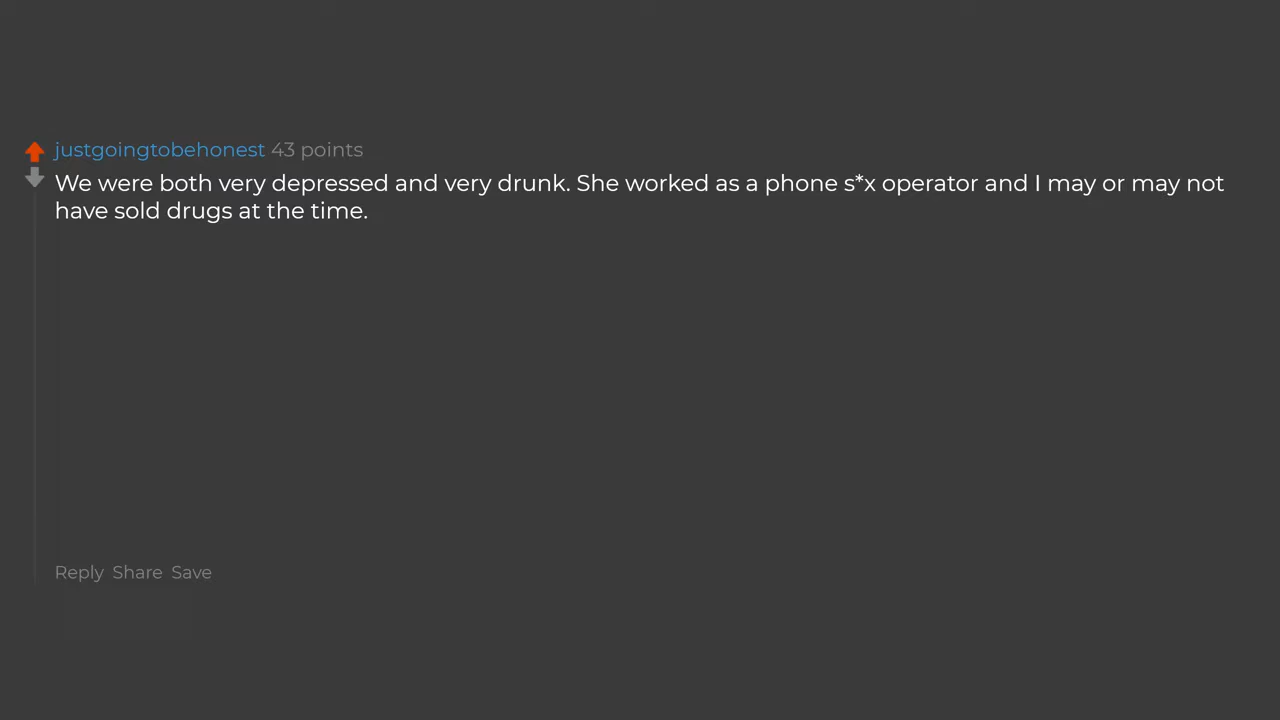 justgoingtobehonest 43 points
We were both very depressed and very drunk. She worked as a phone s*x operator and I may or may not
have sold drugs at the time.
Reply Share Save